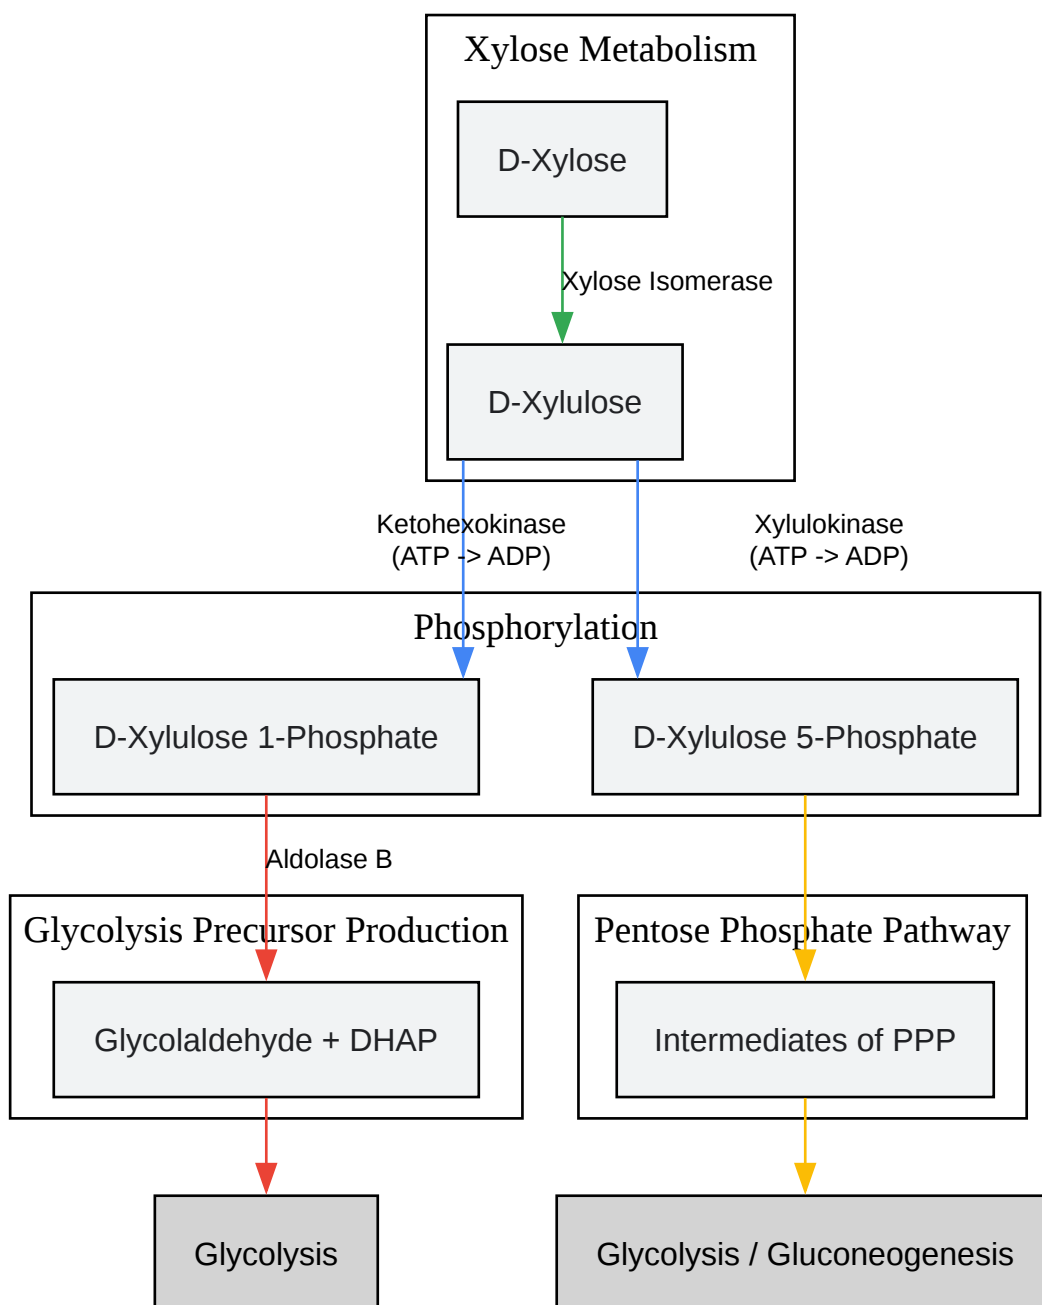 Xylose Metabolism
D-Xylose
Xylose Isomerase
D-Xylulose
Ketohexokinase
(ATP -> ADP)
Xylulokinase
(ATP -> ADP)
Phosphorylation
D-Xylulose 1-Phosphate
D-Xylulose 5-Phosphate
Aldolase B
Glycolysis Precursor Production
Pentose Phosphate Pathway
Glycolaldehyde + DHAP
Intermediates of PPP
Glycolysis
Glycolysis / Gluconeogenesis